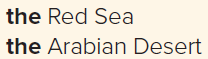 the Red Sea
the Arabian Desert